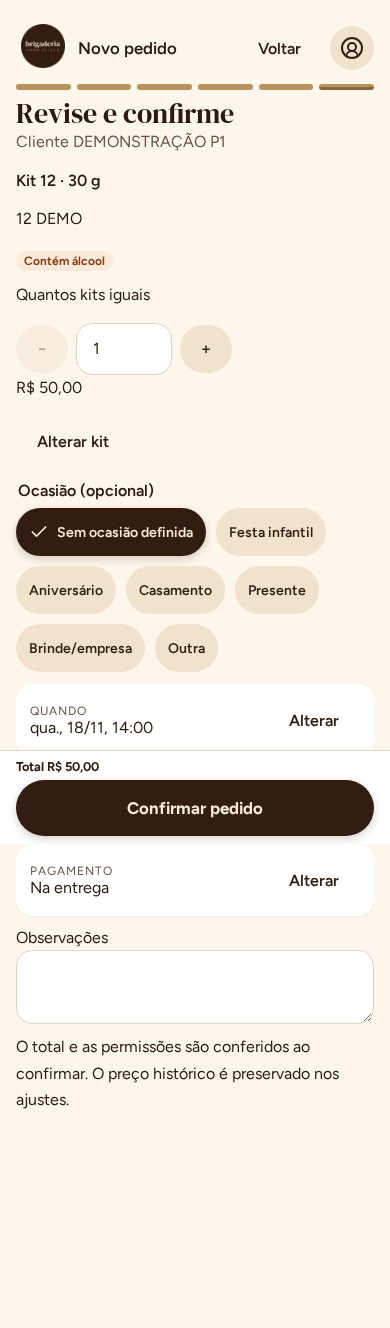 brigaderia
Novo pedido
Voltar
Revise e confirme
Cliente DEMONSTRAÇÃO P1
Kit 12 · 30 g
12 DEMO
Contém álcool
Quantos kits iguais
−
1
+
R$ 50,00
Alterar kit
Ocasião (opcional)
Sem ocasião definida
Festa infantil
Aniversário
Casamento
Presente
Brinde/empresa
Outra
QUANDO
qua., 18/11, 14:00
Alterar
Total R$ 50,00
Confirmar pedido
PAGAMENTO
Na entrega
Alterar
Observações
O total e as permissões são conferidos ao
confirmar. O preço histórico é preservado nos
ajustes.